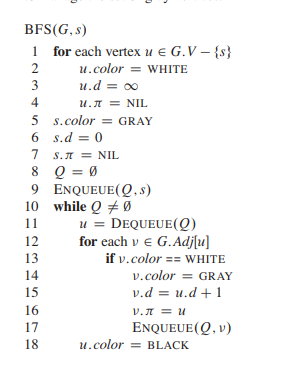 BFS(G, s)
1 for each vertex u ∈ G.V − {s}
2 u.color = WHITE
3 u.d = ∞
4 u.π = NIL
5 s.color = GRAY
6 s.d = 0
7 s.π = NIL
8 Q = ∅
9 ENQUEUE(Q, s)
10 while Q ≠ ∅
11 u = DEQUEUE(Q)
12 for each v ∈ G.Adj[u]
13 if v.color == WHITE
14 v.color = GRAY
15 v.d = u.d + 1
16 v.π = u
17 ENQUEUE(Q, v)
18 u.color = BLACK